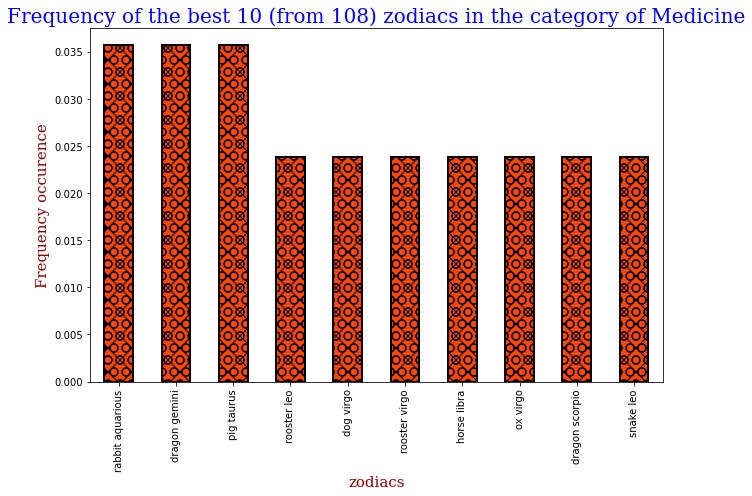 Frequency of the best 10 (from 108) zodiacs in the category of Medicine
0.035
0.030
0.025
0.020
0.015
0.010
0.005
0.000
Frequency occurence
rabbit aquarious
dragon gemini
pig taurus
rooster leo
dog virgo
rooster virgo
horse libra
ox virgo
dragon scorpio
snake leo
zodiacs